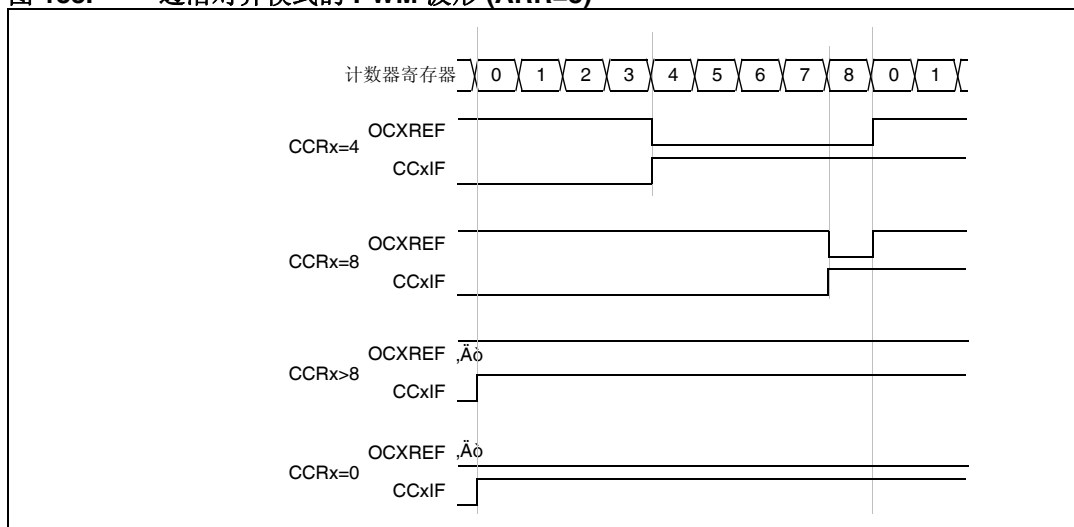 计数器寄存器 0 1 2 3 4 5 6 7 8 0 1
OCXREF
CCRx=4
CCxIF
OCXREF
CCRx=8
CCxIF
OCXREF ‚Äò
CCRx>8
CCxIF
OCXREF ‚Äò
CCRx=0
CCxIF